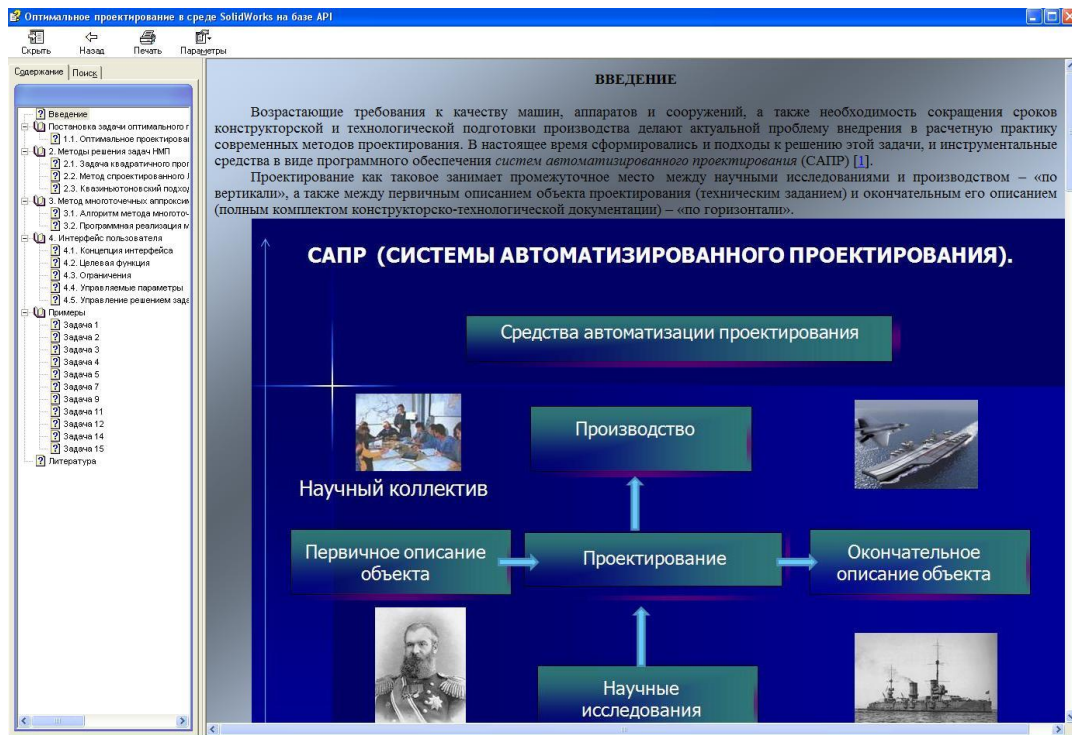 Оптимальное проектирование в среде SolidWorks на базе API
Скрыть Назад Печать Параметры
Содержание Поиск
Введение
Постановка задачи оптимального г
1.1. Оптимальное проектирова
2. Методы решения задач НМП
2.1. Задача квадратичного прог
2.2. Метод спроектированного
2.3. Квазиньютоновский подход
3. Метод многоточечных аппрокси
3.1. Алгоритм метода многоточ
3.2. Программная реализация м
4. Интерфейс пользователя
4.1. Концепция интерфейса
4.2. Целевая функция
4.3. Ограничения
4.4. Управляемые параметры
4.5. Управление решением зада
Примеры
Задача 1
Задача 2
Задача 3
Задача 4
Задача 5
Задача 7
Задача 9
Задача 11
Задача 12
Задача 14
Задача 15
Литература
ВВЕДЕНИЕ
Возрастающие требования к качеству машин, аппаратов и сооружений, а также необходимость сокращения сроков
конструкторской и технологической подготовки производства делают актуальной проблему внедрения в расчетную практику
современных методов проектирования. В настоящее время сформировались и подходы к решению этой задачи, и инструментальные
средства в виде программного обеспечения систем автоматизированного проектирования (САПР) [1].
Проектирование как таковое занимает промежуточное место между научными исследованиями и производством – «по
вертикали», а также между первичным описанием объекта проектирования (техническим заданием) и окончательным его описанием
(полным комплектом конструкторско-технологической документации) – «по горизонтали».
САПР (СИСТЕМЫ АВТОМАТИЗИРОВАННОГО ПРОЕКТИРОВАНИЯ).
Средства автоматизации проектирования
Производство
Научный коллектив
Первичное описание
объекта
Проектирование
Окончательное
описание объекта
Научные
исследования